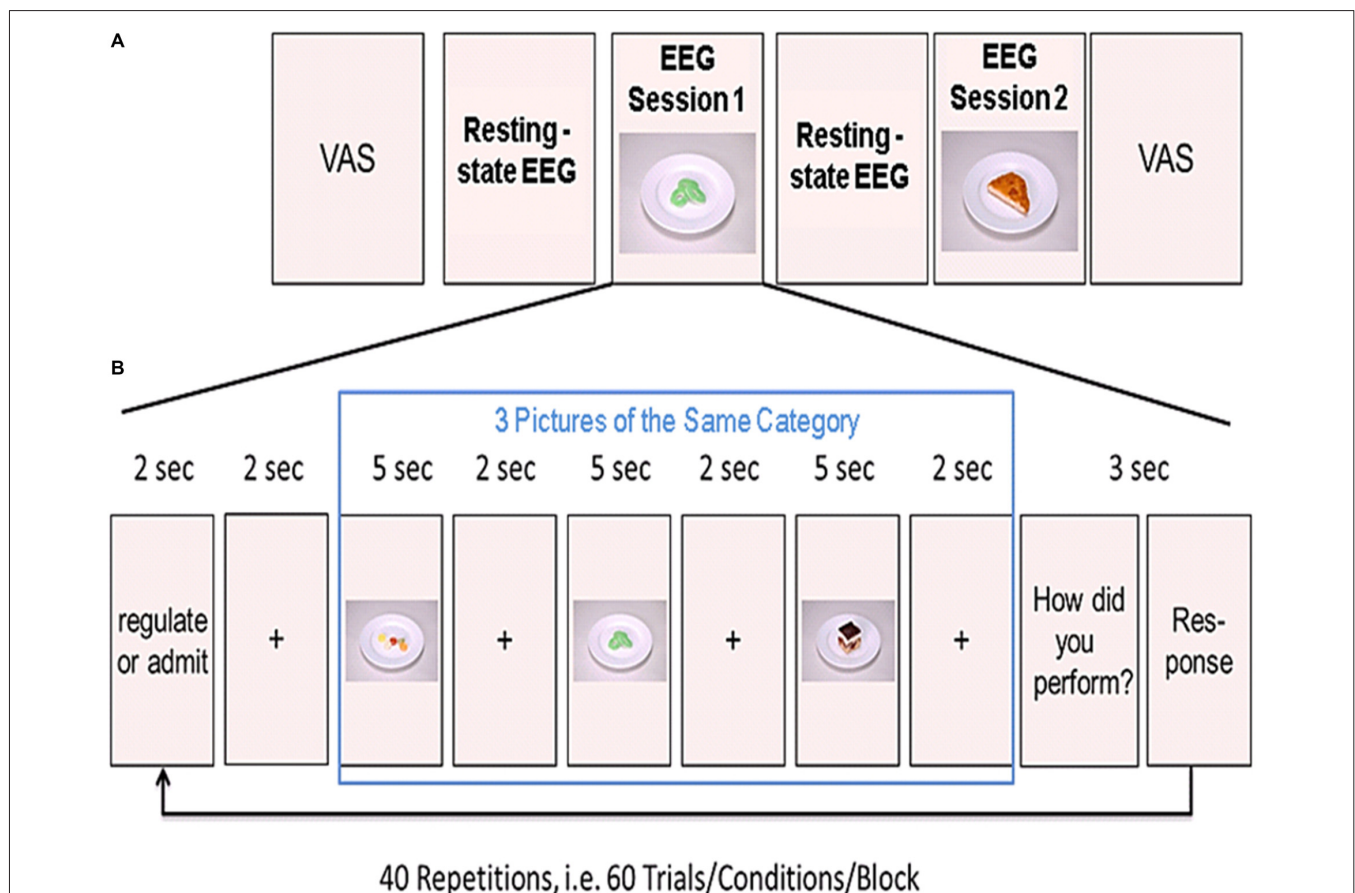 A
VAS
Resting -
state EEG
EEG
Session 1
Resting -
state EEG
EEG
Session 2
VAS
B
3 Pictures of the Same Category
2 sec 2 sec 5 sec 2 sec 5 sec 2 sec 5 sec 2 sec 3 sec
regulate
or admit
+
+
+
+
How did
you
perform?
Res-
ponse
40 Repetitions, i.e. 60 Trials/Conditions/Block